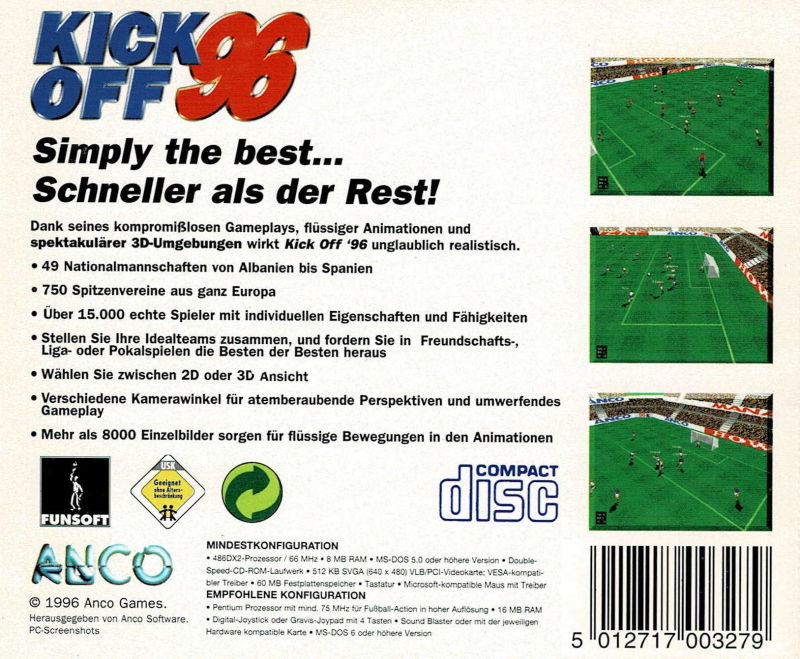 KICK
OFF 96
Simply the best...
Schneller als der Rest!
Dank seines kompromißlosen Gameplays, flüssiger Animationen und
spektakulärer 3D-Umgebungen wirkt Kick Off '96 unglaublich realistisch.
• 49 Nationalmannschaften von Albanien bis Spanien
• 750 Spitzenvereine aus ganz Europa
• Über 15.000 echte Spieler mit individuellen Eigenschaften und Fähigkeiten
• Stellen Sie Ihre Idealteams zusammen, und fordern Sie in Freundschafts-,
Liga- oder Pokalspielen die Besten der Besten heraus
• Wählen Sie zwischen 2D oder 3D Ansicht
• Verschiedene Kamerawinkel für atemberaubende Perspektiven und umwerfendes
Gameplay
• Mehr als 8000 Einzelbilder sorgen für flüssige Bewegungen in den Animationen
FUNSOFT
USK
Geeignet
ohne Alters-
beschränkung
COMPACT
disc
ANCO
© 1996 Anco Games.
Herausgegeben von Anco Software.
PC-Screenshots
MINDESTKONFIGURATION
• 486DX2-Prozessor / 66 MHz • 8 MB RAM • MS-DOS 5.0 oder höhere Version • Double-
Speed-CD-ROM-Laufwerk • 512 KB SVGA (640 x 480) VLB/PCI-Videokarte; VESA-kompati-
bler Treiber • 60 MB Festplattenspeicher • Tastatur • Microsoft-kompatible Maus mit Treiber
EMPFOHLENE KONFIGURATION
• Pentium Prozessor mit mind. 75 MHz für Fußball-Action in hoher Auflösung • 16 MB RAM
• Digital-Joystick oder Gravis-Joypad mit 4 Tasten • Sound Blaster oder mit der jeweiligen
Hardware kompatible Karte • MS-DOS 6 oder höhere Version
5 012717 003279